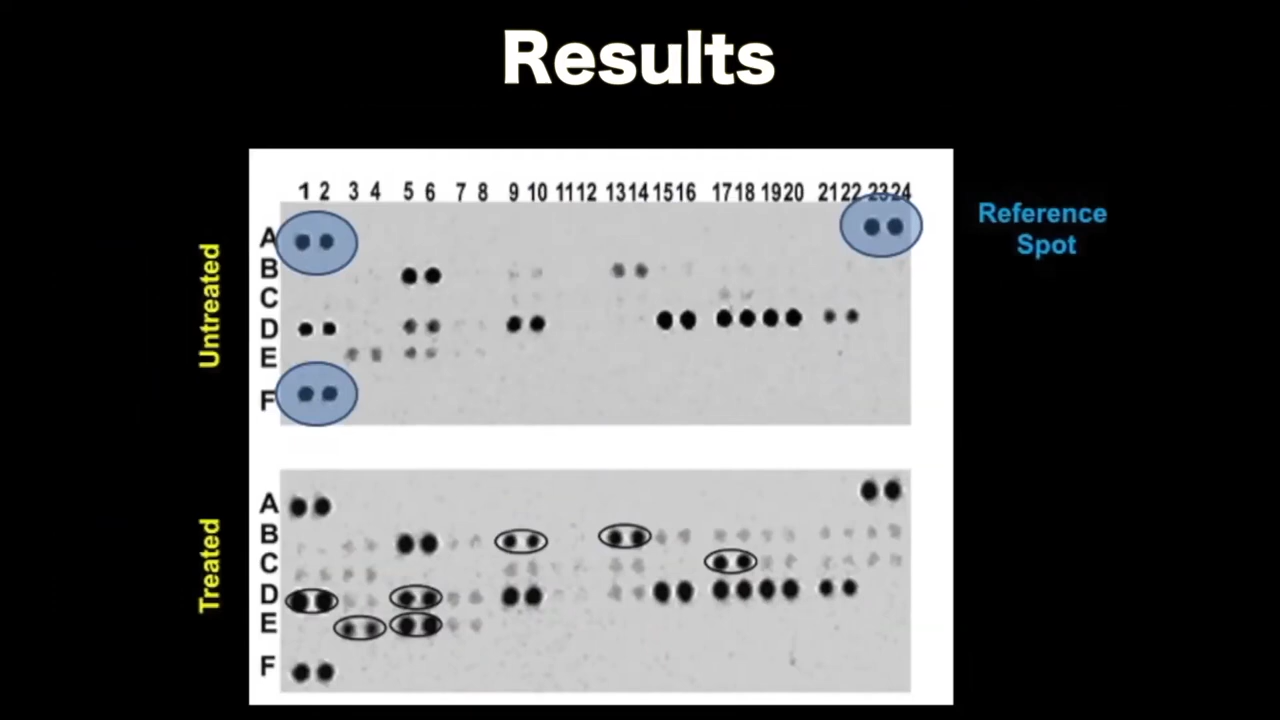 Results
1 2 3 4 5 6 7 8 9 10 11 12 13 14 15 16 17 18 19 20 21 22 23 24
Reference
Spot
Untreated
A
B
C
D
E
F
Treated
A
B
C
D
E
F